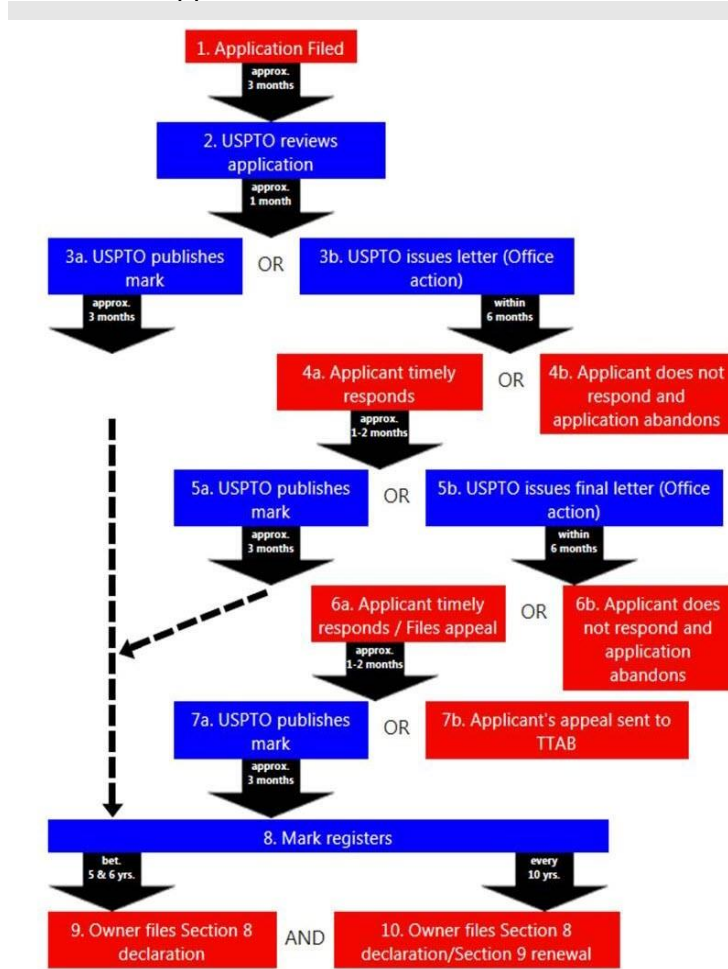 1. Application Filed
approx.
3 months
2. USPTO reviews
application
approx.
1 month
3a. USPTO publishes
mark
OR
3b. USPTO issues letter (Office
action)
approx.
3 months
within
6 months
4a. Applicant timely
responds
OR
4b. Applicant does not
respond and
application abandons
approx.
1-2 months
5a. USPTO publishes
mark
OR
5b. USPTO issues final letter (Office
action)
approx.
3 months
within
6 months
6a. Applicant timely
responds / Files appeal
OR
6b. Applicant does
not respond and
application
abandons
approx.
1-2 months
7a. USPTO publishes
mark
OR
7b. Applicant's appeal sent to
TTAB
approx.
3 months
8. Mark registers
bet.
5 & 6 yrs.
every
10 yrs.
9. Owner files Section 8
declaration
AND
10. Owner files Section 8
declaration/Section 9 renewal